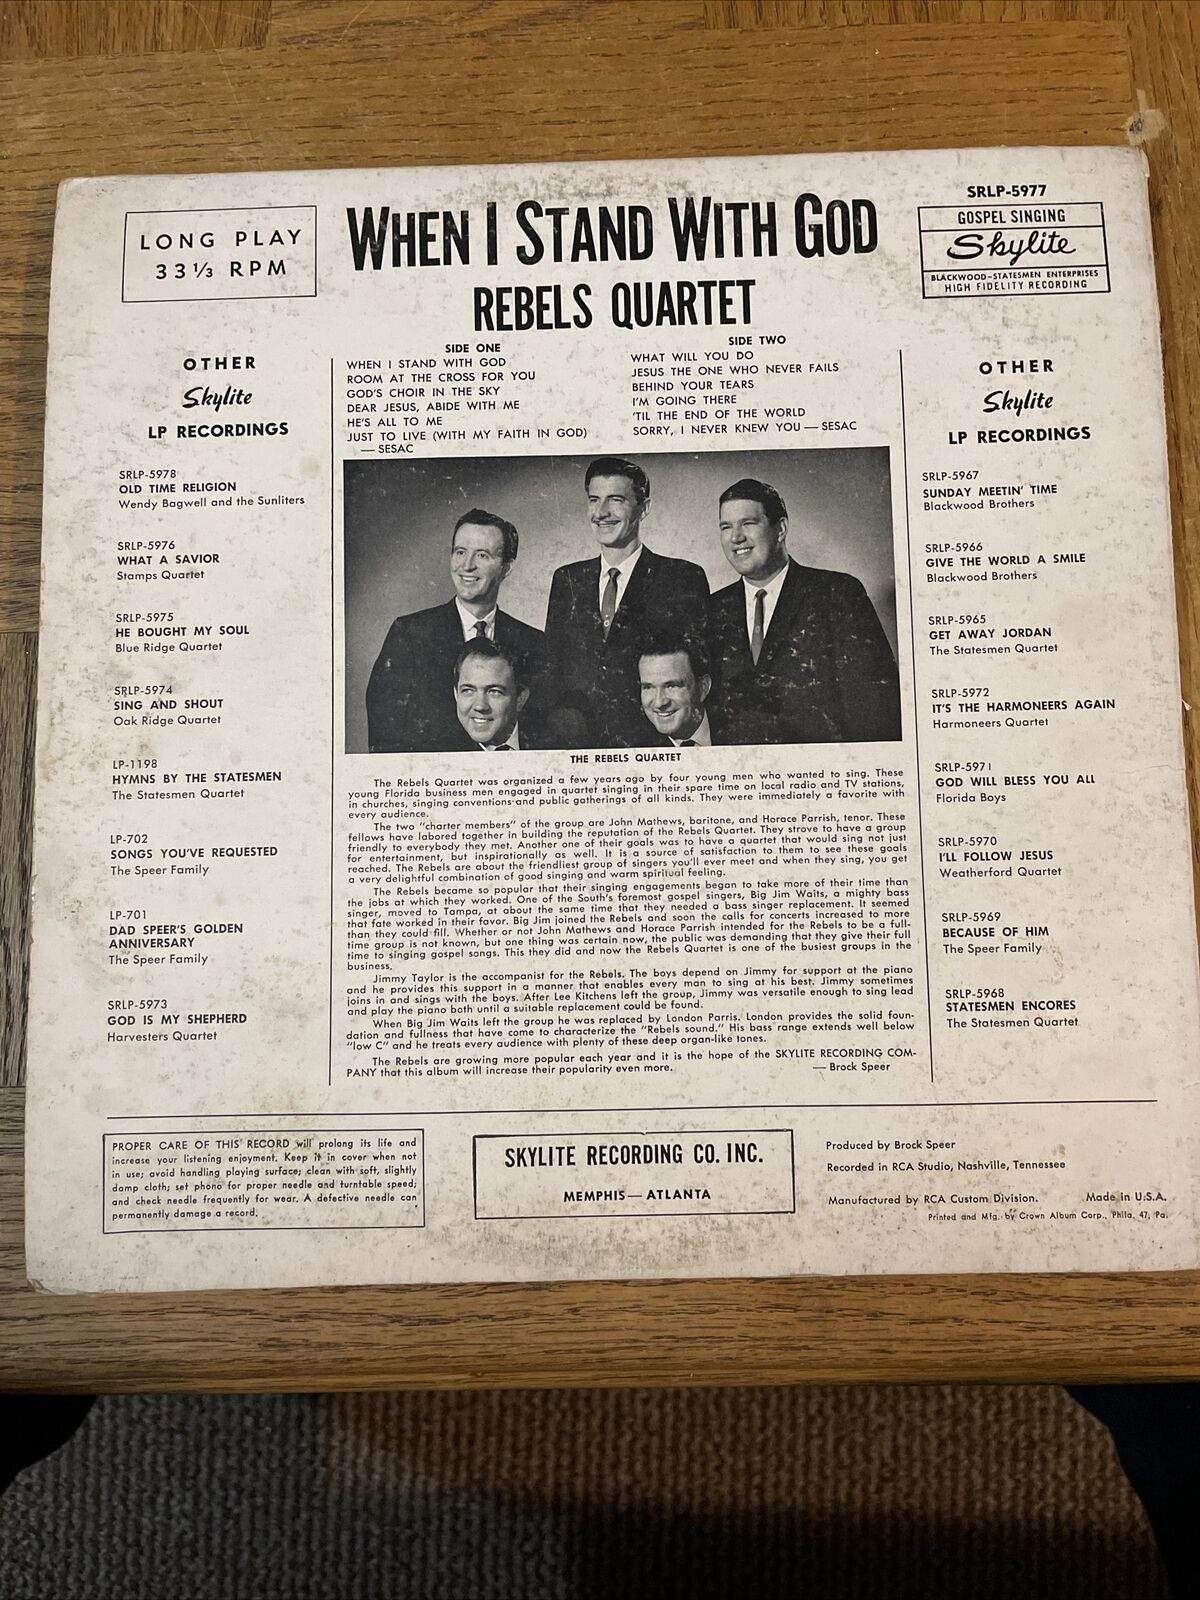 SRLP-5977
LONG PLAY
33 1/3 RPM
WHEN I STAND WITH GOD
REBELS QUARTET
GOSPEL SINGING
Skylite
BLACKWOOD-STATESMEN ENTERPRISES
HIGH FIDELITY RECORDING
OTHER
Skylite
LP RECORDINGS
SRLP-5978
OLD TIME RELIGION
Wendy Bagwell and the Sunliters
SRLP-5976
WHAT A SAVIOR
Stamps Quartet
SRLP-5975
HE BOUGHT MY SOUL
Blue Ridge Quartet
SRLP-5974
SING AND SHOUT
Oak Ridge Quartet
LP-1198
HYMNS BY THE STATESMEN
The Statesmen Quartet
LP-702
SONGS YOU'VE REQUESTED
The Speer Family
LP-701
DAD SPEER'S GOLDEN
ANNIVERSARY
The Speer Family
SRLP-5973
GOD IS MY SHEPHERD
Harvesters Quartet
SIDE ONE
WHEN I STAND WITH GOD
ROOM AT THE CROSS FOR YOU
GOD'S CHOIR IN THE SKY
DEAR JESUS, ABIDE WITH ME
HE'S ALL TO ME
JUST TO LIVE (WITH MY FAITH IN GOD)
— SESAC
SIDE TWO
WHAT WILL YOU DO
JESUS THE ONE WHO NEVER FAILS
BEHIND YOUR TEARS
I'M GOING THERE
'TIL THE END OF THE WORLD
SORRY, I NEVER KNEW YOU — SESAC
THE REBELS QUARTET
The Rebels Quartet was organized a few years ago by four young men who wanted to sing. These
young Florida business men engaged in quartet singing in their spare time on local radio and TV stations,
in churches, singing conventions and public gatherings of all kinds. They were immediately a favorite with
every audience.
The two "charter members" of the group are John Mathews, baritone, and Horace Parrish, tenor. These
fellows have labored together in building the reputation of the Rebels Quartet. They strove to have a group
friendly to everybody they met. Another one of their goals was to have a quartet that would sing not just
for entertainment, but inspirationally as well. It is a source of satisfaction to them to see these goals
reached. The Rebels are about the friendliest group of singers you'll ever meet and when they sing, you get
a very delightful combination of good singing and warm spiritual feeling.
The Rebels became so popular that their singing engagements began to take more of their time than
the jobs at which they worked. One of the South's foremost gospel singers, Big Jim Waits, a mighty bass
singer, moved to Tampa, at about the same time that they needed a bass singer replacement. It seemed
that fate worked in their favor. Big Jim joined the Rebels and soon the calls for concerts increased to more
than they could fill. Whether or not John Mathews and Horace Parrish intended for the Rebels to be a full-
time group is not known, but one thing was certain now, the public was demanding that they give their full
time to singing gospel songs. This they did and now the Rebels Quartet is one of the busiest groups in the
business.
Jimmy Taylor is the accompanist for the Rebels. The boys depend on Jimmy for support at the piano
and he provides this support in a manner that enables every man to sing at his best. Jimmy sometimes
joins in and sings with the boys. After Lee Kitchens left the group, Jimmy was versatile enough to sing lead
and play the piano both until a suitable replacement could be found.
When Big Jim Waits left the group he was replaced by London Parris. London provides the solid foun-
dation and fullness that have come to characterize the "Rebels sound." His bass range extends well below
"low C" and he treats every audience with plenty of these deep organ-like tones.
The Rebels are growing more popular each year and it is the hope of the SKYLITE RECORDING COM-
PANY that this album will increase their popularity even more.
— Brock Speer
OTHER
Skylite
LP RECORDINGS
SRLP-5967
SUNDAY MEETIN' TIME
Blackwood Brothers
SRLP-5966
GIVE THE WORLD A SMILE
Blackwood Brothers
SRLP-5965
GET AWAY JORDAN
The Statesmen Quartet
SRLP-5972
IT'S THE HARMONEERS AGAIN
Harmoneers Quartet
SRLP-5971
GOD WILL BLESS YOU ALL
Florida Boys
SRLP-5970
I'LL FOLLOW JESUS
Weatherford Quartet
SRLP-5969
BECAUSE OF HIM
The Speer Family
SRLP-5968
STATESMEN ENCORES
The Statesmen Quartet
PROPER CARE OF THIS RECORD will prolong its life and
increase your listening enjoyment. Keep it in cover when not
in use; avoid handling playing surface; clean with soft, slightly
damp cloth; set phono for proper needle and turntable speed;
and check needle frequently for wear. A defective needle can
permanently damage a record.
SKYLITE RECORDING CO. INC.
MEMPHIS — ATLANTA
Produced by Brock Speer
Recorded in RCA Studio, Nashville, Tennessee
Manufactured by RCA Custom Division. Made in U.S.A.
Printed and Mfg. by Crown Album Corp., Phila. 47, Pa.